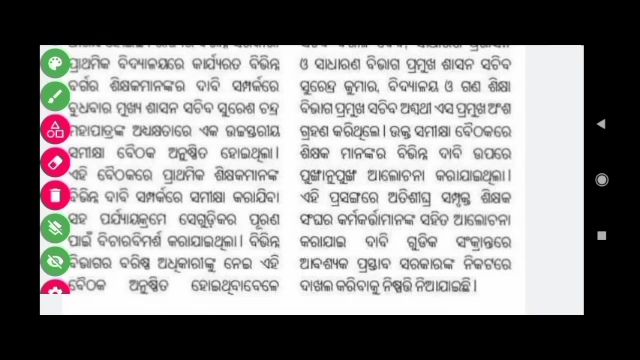 ପ୍ରାଥମିକ ବିଦ୍ୟାଳୟରେ କାର୍ଯ୍ୟରତ ବିଭିନ୍ନ
ବର୍ଗର ଶିକ୍ଷକମାନଙ୍କର ଦାବି ସମ୍ପର୍କରେ
ବୁଧବାର ମୁଖ୍ୟ ଶାସନ ସଚିବ ସୁରେଶ ଚନ୍ଦ୍ର
ମହାପାତ୍ରଙ୍କ ଅଧ୍ୟକ୍ଷତାରେ ଏକ ଉଚ୍ଚସ୍ତରୀୟ
ସମୀକ୍ଷା ବୈଠକ ଅନୁଷ୍ଠିତ ହୋଇଥିଲା।
ଏହି ବୈଠକରେ ପ୍ରାଥମିକ ଶିକ୍ଷକମାନଙ୍କ
ବିଭିନ୍ନ ଦାବି ସମ୍ପର୍କରେ ସମୀକ୍ଷା କରାଯିବା
ସହ ପର୍ଯ୍ୟାୟକ୍ରମେ ସେଗୁଡ଼ିକର ପୂରଣ
ପାଇଁ ବିଚାରବିମର୍ଶ କରାଯାଇଥିଲା। ବିଭିନ୍ନ
ବିଭାଗର ବରିଷ୍ଠ ଅଧିକାରୀଙ୍କୁ ନେଇ ଏହି
ବୈଠକ ଅନୁଷ୍ଠିତ ହୋଇଥିବାବେଳେ
ଓ ସାଧାରଣ ବିଭାଗ ପ୍ରମୁଖ ଶାସନ ସଚିବ
ସୁରେନ୍ଦ୍ର କୁମାର, ବିଦ୍ୟାଳୟ ଓ ଗଣ ଶିକ୍ଷା
ବିଭାଗ ପ୍ରମୁଖ ସଚିବ ଅଶ୍ୱଥୀ ଏସ ପ୍ରମୁଖ ଅଂଶ
ଗ୍ରହଣ କରିଥିଲେ। ଉକ୍ତ ସମୀକ୍ଷା ବୈଠକରେ
ଶିକ୍ଷକ ମାନଙ୍କର ବିଭିନ୍ନ ଦାବି ଉପରେ
ପୁଙ୍ଖାନୁପୁଙ୍ଖ ଆଲୋଚନା କରାଯାଇଥିଲା।
ଏହି ପ୍ରସଙ୍ଗରେ ଅତିଶୀଘ୍ର ସମ୍ପୃକ୍ତ ଶିକ୍ଷକ
ସଂଘର କର୍ମକର୍ତ୍ତାମାନଙ୍କ ସହିତ ଆଲୋଚନା
କରାଯାଇ ଦାବି ଗୁଡିକ ସଂକ୍ରାନ୍ତରେ
ଆବଶ୍ୟକ ପ୍ରସ୍ତାବ ସରକାରଙ୍କ ନିକଟରେ
ଦାଖଲ କରିବାକୁ ନିଷ୍ପତ୍ତି ନିଆଯାଇଛି।